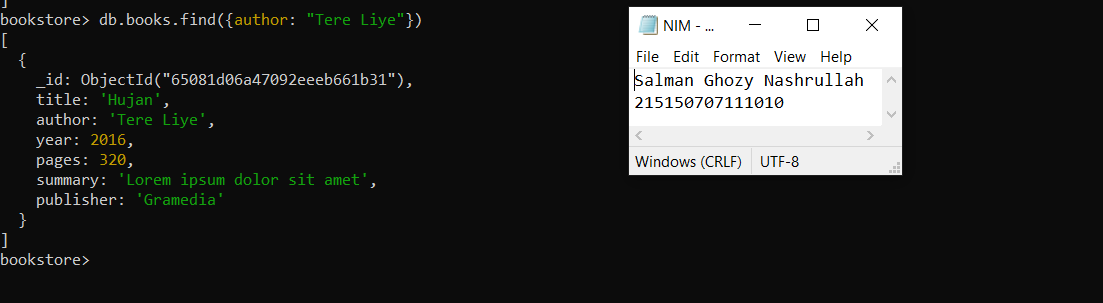 ]
bookstore> db.books.find({author: "Tere Liye"})
[
  {
    _id: ObjectId("65081d06a47092eeeb661b31"),
    title: 'Hujan',
    author: 'Tere Liye',
    year: 2016,
    pages: 320,
    summary: 'Lorem ipsum dolor sit amet',
    publisher: 'Gramedia'
  }
]
bookstore>
NIM - ...
File Edit Format View Help
Salman Ghozy Nashrullah
215150707111010
Windows (CRLF) UTF-8